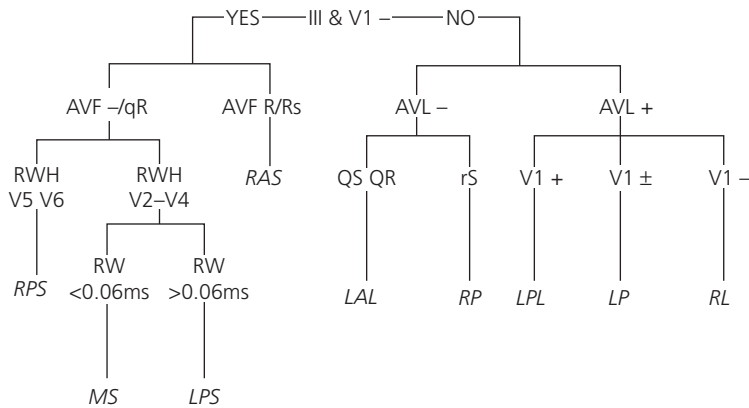 YES III & V1 – NO
AVF –/qR AVF R/Rs AVL – AVL +
RWH RWH RAS QS QR rS V1 + V1 ± V1 –
V5 V6 V2–V4
RW RW
RPS <0.06ms >0.06ms LAL RP LPL LP RL
MS LPS